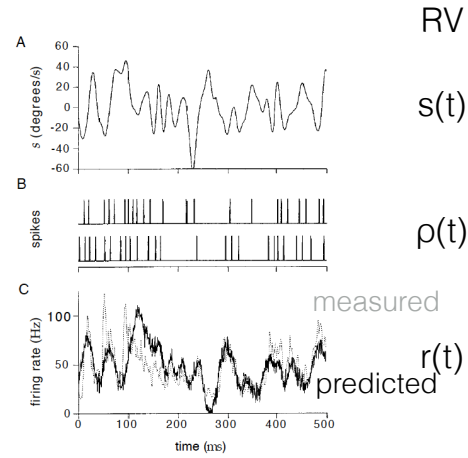 RV
A
60
40
20
0
-20
-40
-60
s (degrees/s)
s(t)
B
spikes
ρ(t)
C
100
50
0
firing rate (Hz)
measured
r(t)
predicted
0 100 200 300 400 500
time (ms)